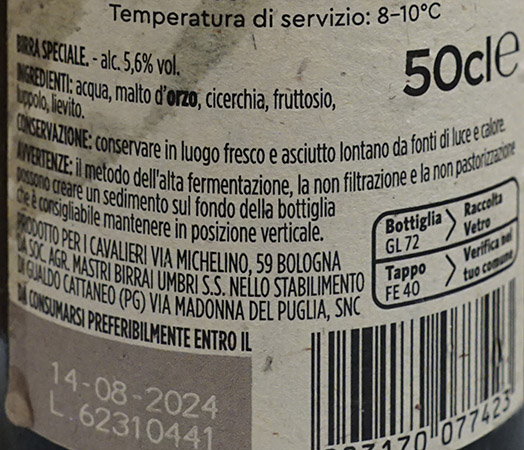 Temperatura di servizio: 8-10°C
BIRRA SPECIALE. - alc. 5,6% vol.
50cl e
INGREDIENTI: acqua, malto d'orzo, cicerchia, fruttosio,
luppolo, lievito.
CONSERVAZIONE: conservare in luogo fresco e asciutto lontano da fonti di luce e calore.
AVVERTENZE: il metodo dell'alta fermentazione, la non filtrazione e la non pastorizzazione
possono creare un sedimento sul fondo della bottiglia
che è consigliabile mantenere in posizione verticale.
PRODOTTO PER I CAVALIERI VIA MICHELINO, 59 BOLOGNA
DA SOC. AGR. MASTRI BIRRAI UMBRI S.S. NELLO STABILIMENTO
DI GUALDO CATTANEO (PG) VIA MADONNA DEL PUGLIA, SNC
DA CONSUMARSI PREFERIBILMENTE ENTRO IL
14-08-2024
L.62310441
Bottiglia
GL 72
Raccolta
Vetro
Tappo
FE 40
Verifica nel
tuo comune
077423